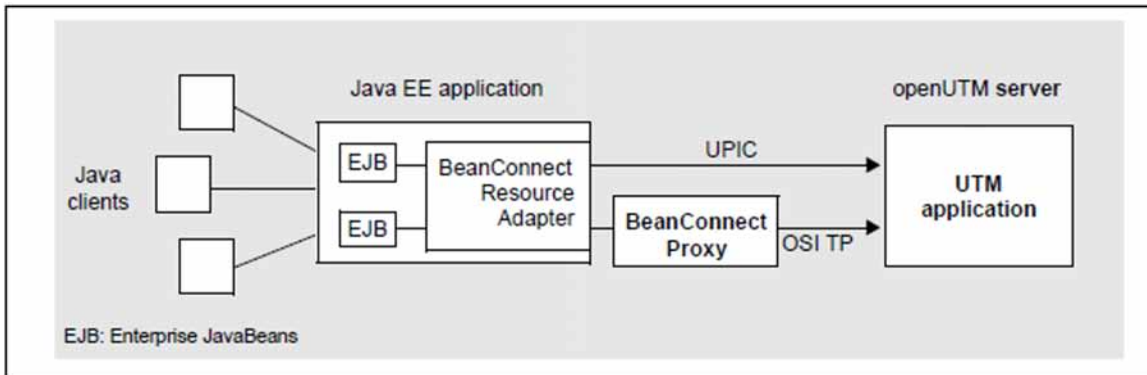 Java EE application
openUTM server
Java
clients
EJB
EJB
BeanConnect
Resource
Adapter
UPIC
BeanConnect
Proxy
OSI TP
UTM
application
EJB: Enterprise JavaBeans